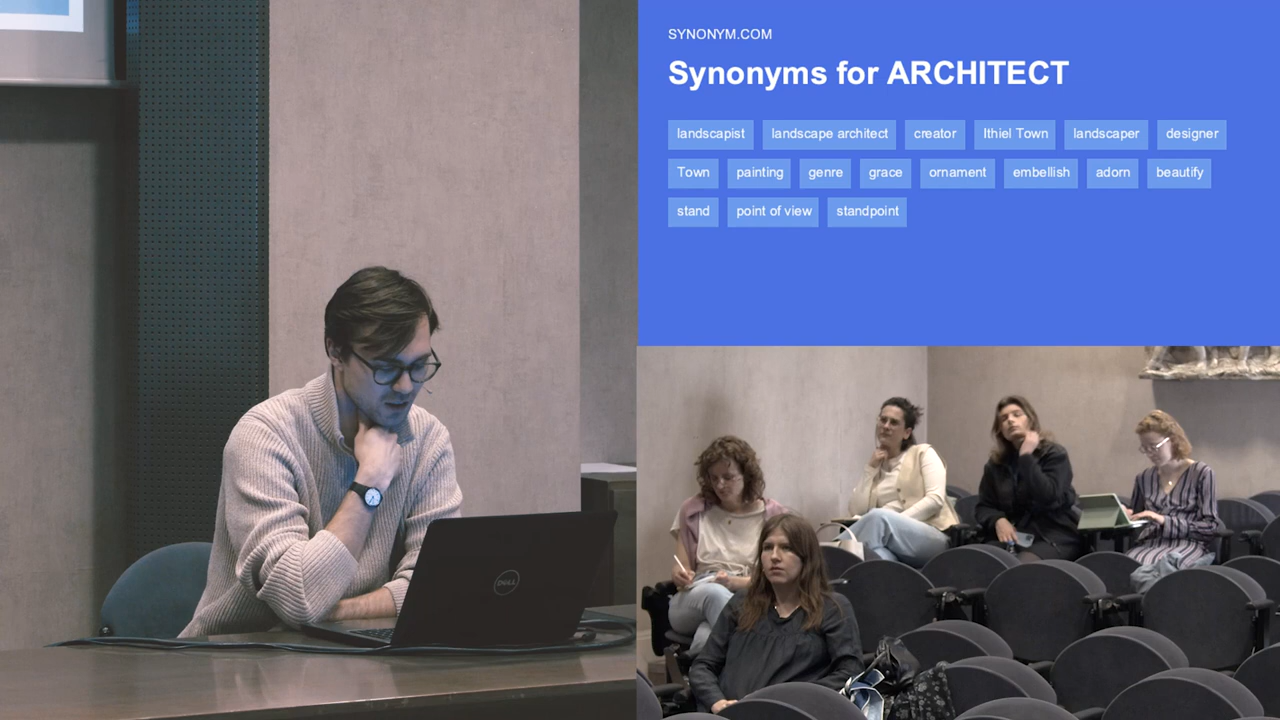 SYNONYM.COM
Synonyms for ARCHITECT
landscapist landscape architect creator Ithiel Town landscaper designer
Town painting genre grace ornament embellish adorn beautify
stand point of view standpoint
DELL